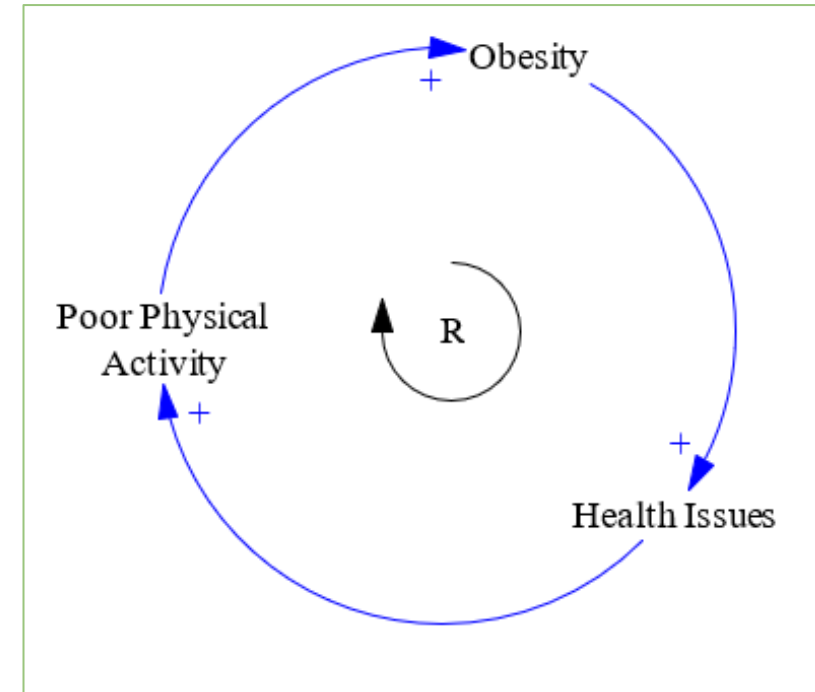 Obesity
+
Poor Physical
Activity
R
+
+
Health Issues